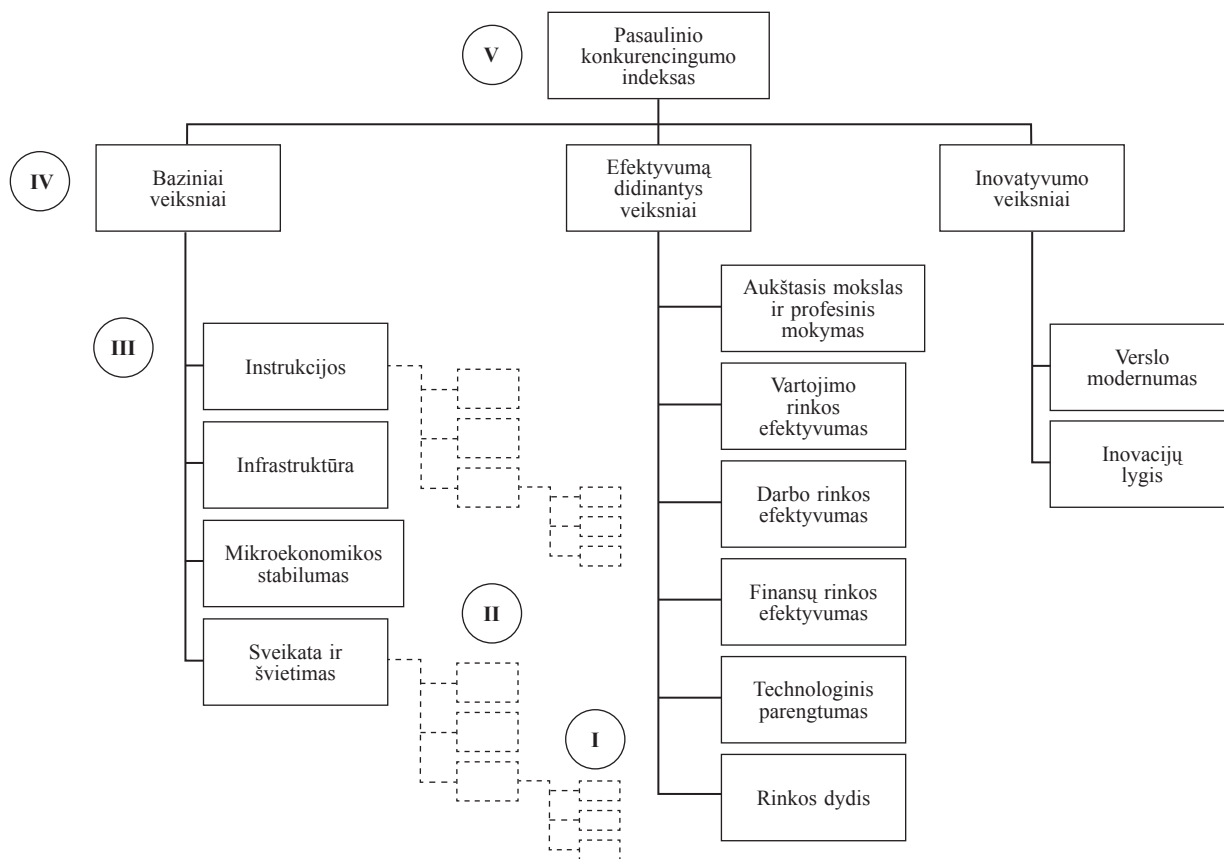 V
Pasaulinio
konkurencingumo
indeksas
IV
Baziniai
veiksniai
Efektyvumą
didinantys
veiksniai
Inovatyvumo
veiksniai
III
Instrukcijos
Infrastruktūra
Mikroekonomikos
stabilumas
Sveikata ir
švietimas
II
I
Aukštasis mokslas
ir profesinis
mokymas
Vartojimo
rinkos
efektyvumas
Darbo rinkos
efektyvumas
Finansų rinkos
efektyvumas
Technologinis
parengtumas
Rinkos dydis
Verslo
modernumas
Inovacijų
lygis